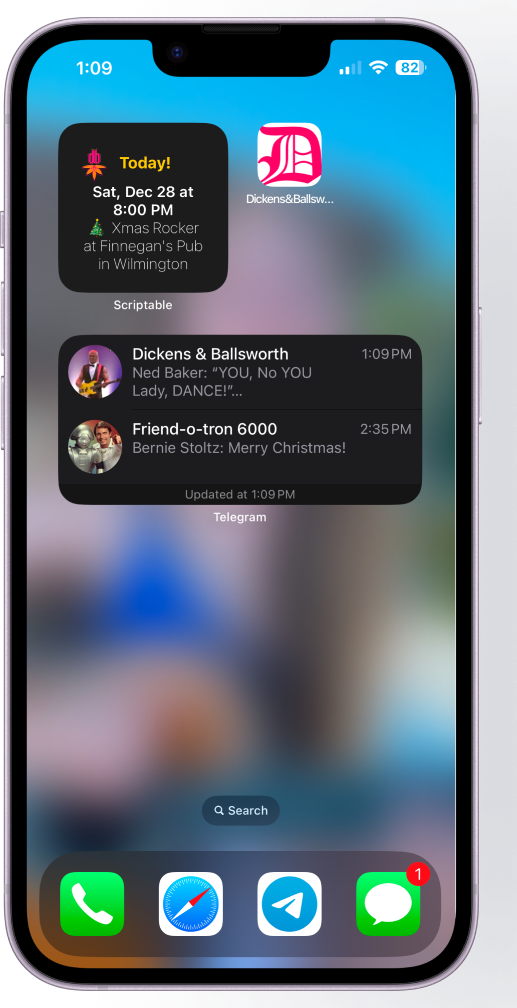 1:09
82
db
Today!
Sat, Dec 28 at
8:00 PM
🎄 Xmas Rocker
at Finnegan's Pub
in Wilmington
Scriptable
D
Dickens&Ballsw...
Dickens & Ballsworth
1:09 PM
Ned Baker: “YOU, No YOU
Lady, DANCE!”...
Friend-o-tron 6000
2:35 PM
Bernie Stoltz: Merry Christmas!
Updated at 1:09 PM
Telegram
Search
1